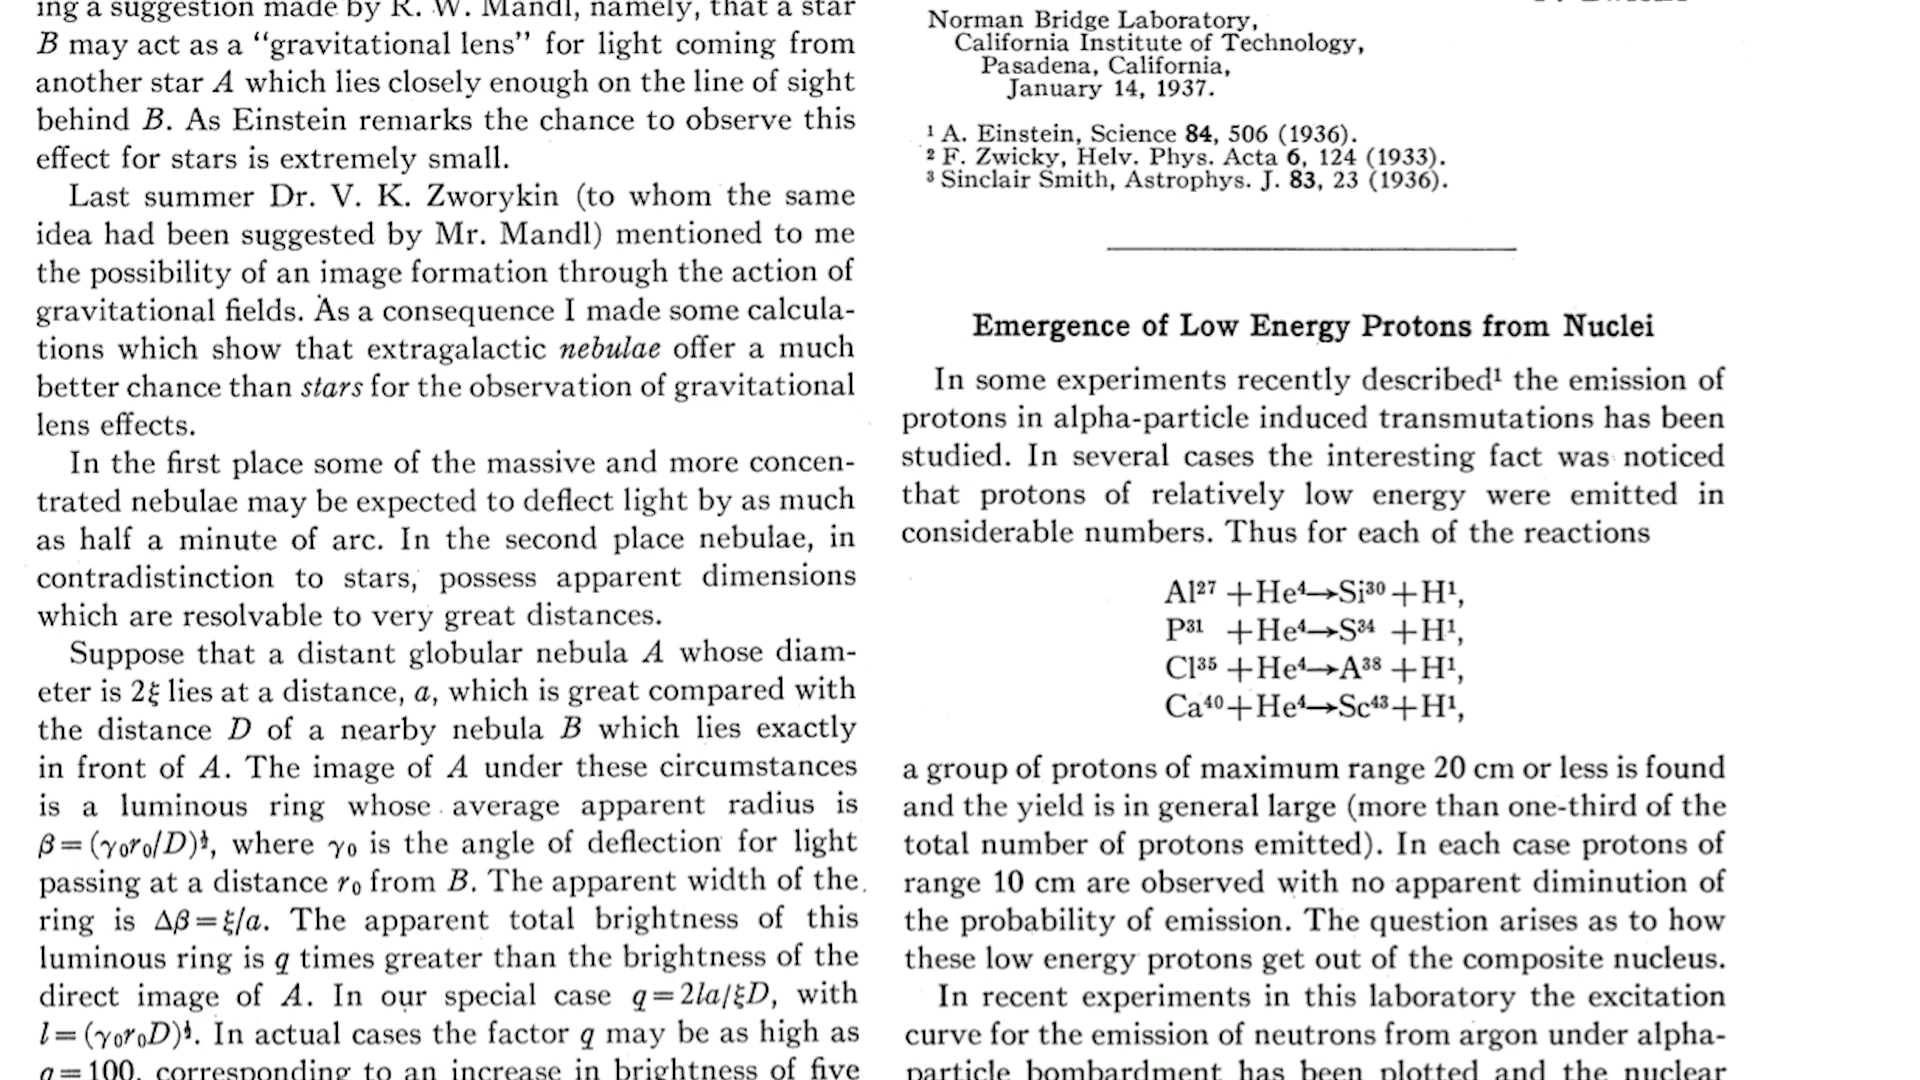 ing a suggestion made by R. W. Mandl, namely, that a star
B may act as a “gravitational lens” for light coming from
another star A which lies closely enough on the line of sight
behind B. As Einstein remarks the chance to observe this
effect for stars is extremely small.
Last summer Dr. V. K. Zworykin (to whom the same
idea had been suggested by Mr. Mandl) mentioned to me
the possibility of an image formation through the action of
gravitational fields. As a consequence I made some calcula-
tions which show that extragalactic nebulae offer a much
better chance than stars for the observation of gravitational
lens effects.
In the first place some of the massive and more concen-
trated nebulae may be expected to deflect light by as much
as half a minute of arc. In the second place nebulae, in
contradistinction to stars, possess apparent dimensions
which are resolvable to very great distances.
Suppose that a distant globular nebula A whose diam-
eter is 2ξ lies at a distance, a, which is great compared with
the distance D of a nearby nebula B which lies exactly
in front of A. The image of A under these circumstances
is a luminous ring whose average apparent radius is
β=(γ₀r₀/D)^½, where γ₀ is the angle of deflection for light
passing at a distance r₀ from B. The apparent width of the
ring is Δβ=ξ/a. The apparent total brightness of this
luminous ring is q times greater than the brightness of the
direct image of A. In our special case q=2la/ξD, with
l=(γ₀r₀D)^½. In actual cases the factor q may be as high as
q=100, corresponding to an increase in brightness of five
Norman Bridge Laboratory,
California Institute of Technology,
Pasadena, California,
January 14, 1937.
¹ A. Einstein, Science 84, 506 (1936).
² F. Zwicky, Helv. Phys. Acta 6, 124 (1933).
³ Sinclair Smith, Astrophys. J. 83, 23 (1936).
Emergence of Low Energy Protons from Nuclei
In some experiments recently described¹ the emission of
protons in alpha-particle induced transmutations has been
studied. In several cases the interesting fact was noticed
that protons of relatively low energy were emitted in
considerable numbers. Thus for each of the reactions
Al²⁷ +He⁴→Si³⁰ +H¹,
P³¹ +He⁴→S³⁴ +H¹,
Cl³⁵ +He⁴→A³⁸ +H¹,
Ca⁴⁰+He⁴→Sc⁴³+H¹,
a group of protons of maximum range 20 cm or less is found
and the yield is in general large (more than one-third of the
total number of protons emitted). In each case protons of
range 10 cm are observed with no apparent diminution of
the probability of emission. The question arises as to how
these low energy protons get out of the composite nucleus.
In recent experiments in this laboratory the excitation
curve for the emission of neutrons from argon under alpha-
particle bombardment has been plotted and the nuclear